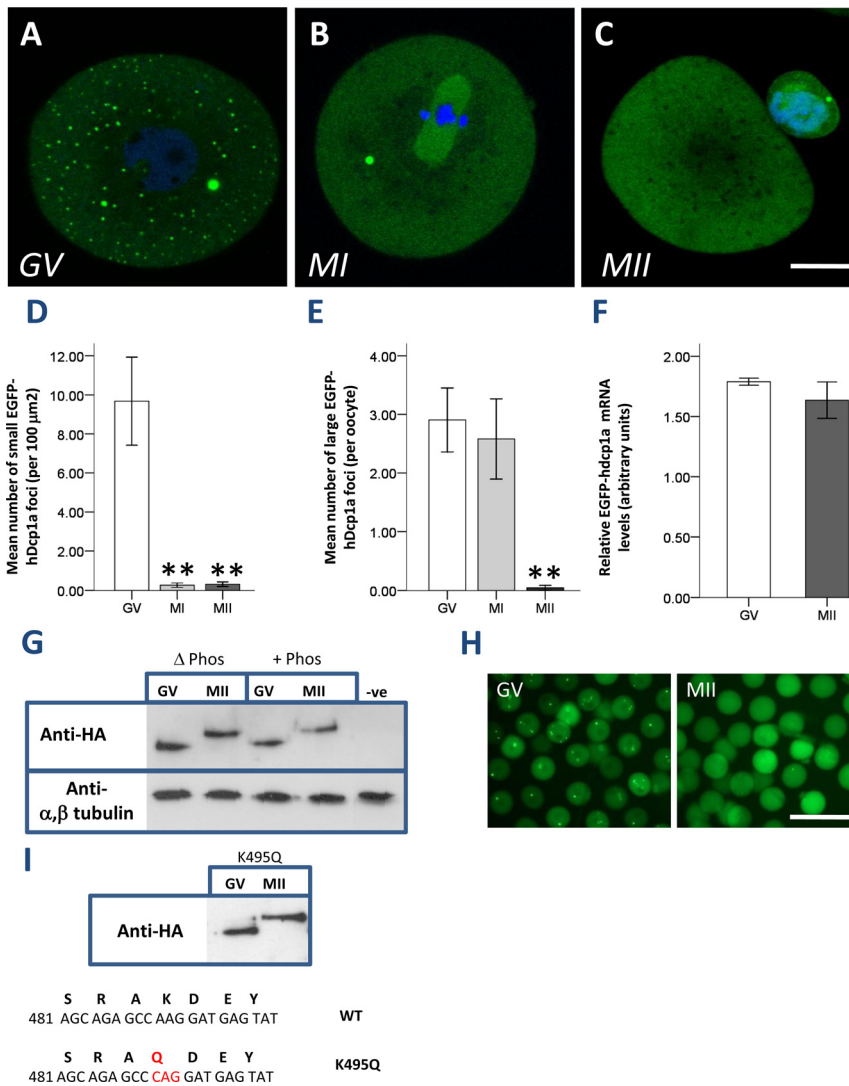 A
B
C
GV
MI
MII
D
E
F
Mean number of small EGFP-
hDcp1a foci (per 100 µm2)
12.00
10.00
8.00
6.00
4.00
2.00
0.00
**
**
GV
MI
MII
Mean number of large EGFP-
hDcp1a foci (per oocyte)
4.00
3.00
2.00
1.00
0.00
**
GV
MI
MII
Relative EGFP-hdcp1a mRNA
levels (arbitrary units)
2.00
1.50
1.00
0.50
0.00
GV
MII
G
Δ Phos
+ Phos
GV
MII
GV
MII
-ve
Anti-HA
Anti-
α,β tubulin
H
GV
MII
I
K495Q
GV
MII
Anti-HA
S R A K D E Y
481 AGC AGA GCC AAG GAT GAG TAT
WT
S R A Q D E Y
481 AGC AGA GCC CAG GAT GAG TAT
K495Q